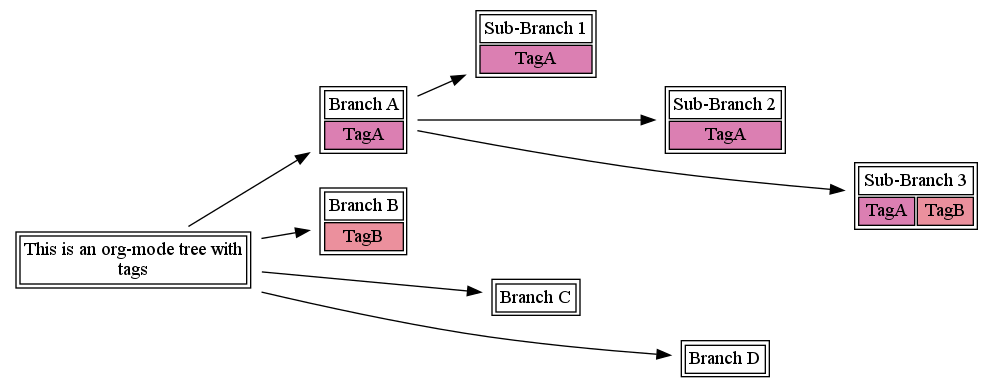 Sub-Branch 1
TagA
Branch A
TagA
Sub-Branch 2
TagA
Sub-Branch 3
TagA TagB
Branch B
TagB
This is an org-mode tree with
tags
Branch C
Branch D